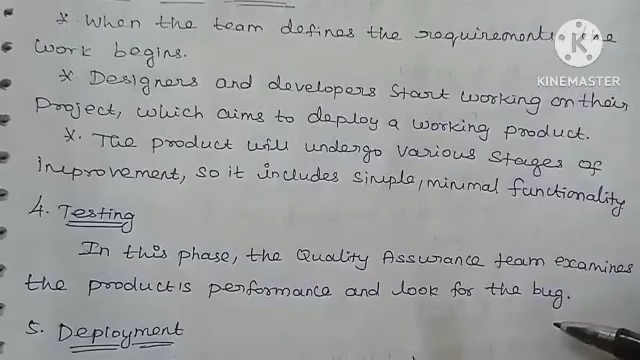 * When the team defines the requirements, the
work begins.
* Designers and developers start working on their
project, which aims to deploy a working product.
*. The product will undergo various stages of
improvement, so it includes simple, minimal functionality
4. Testing
In this phase, the Quality Assurance team examines
the product's performance and look for the bug.
5. Deployment
K
KINEMASTER